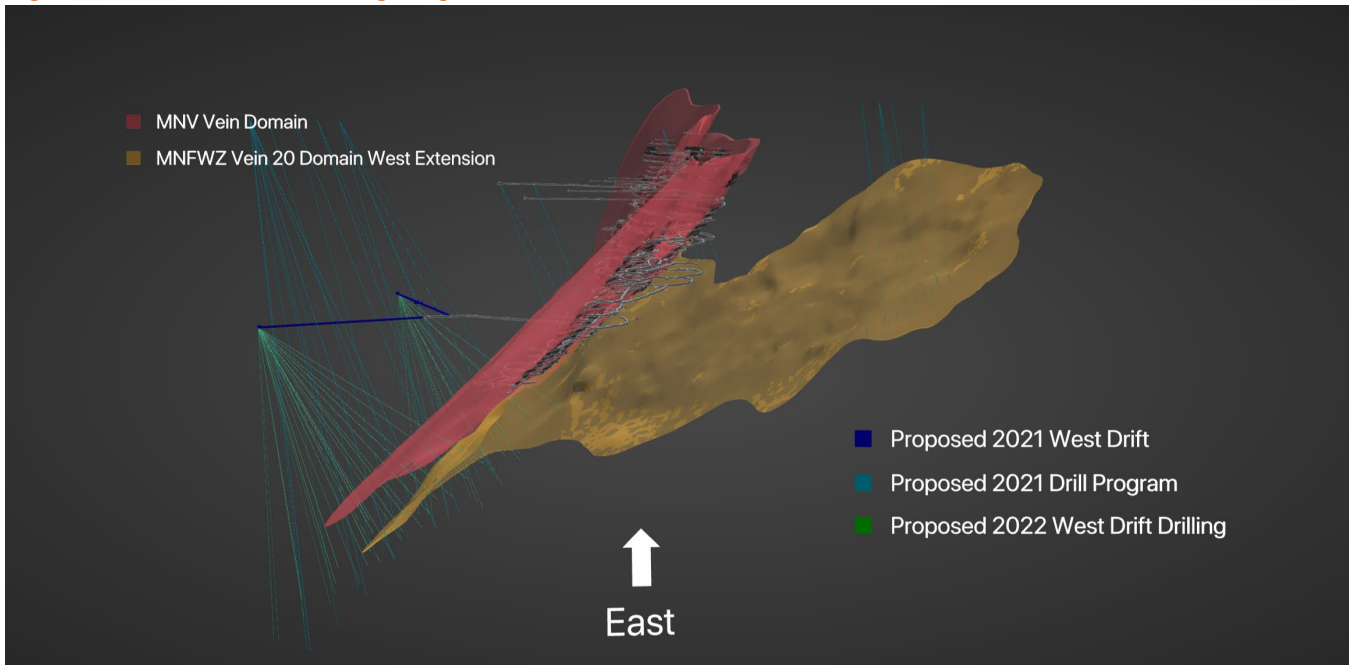 MNV Vein Domain
MNFWZ Vein 20 Domain West Extension
Proposed 2021 West Drift
Proposed 2021 Drill Program
Proposed 2022 West Drift Drilling
East